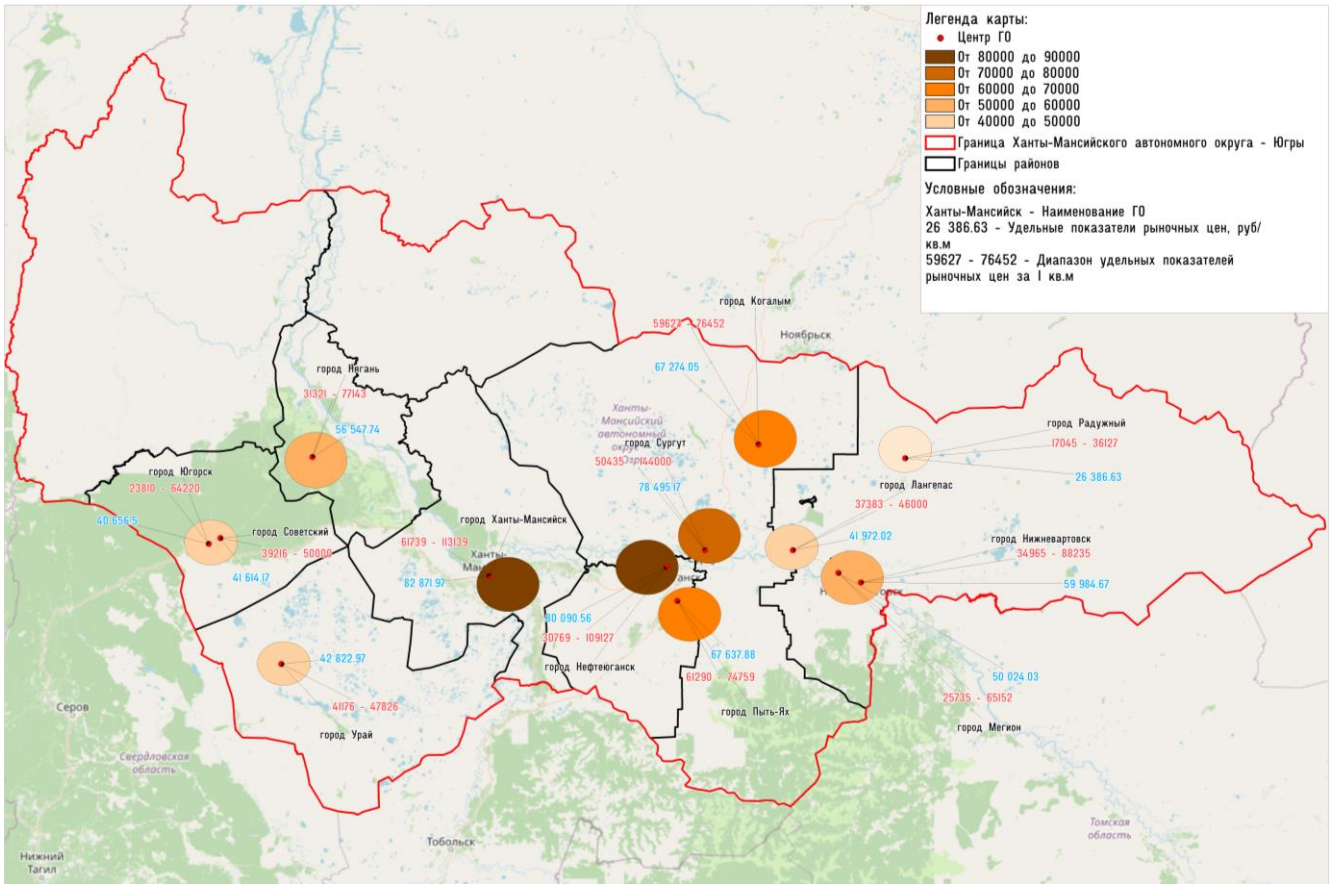 Легенда карты:
Центр ГО
От 80000 до 90000
От 70000 до 80000
От 60000 до 70000
От 50000 до 60000
От 40000 до 50000
Граница Ханты-Мансийского автономного округа - Югры
Границы районов
Условные обозначения:
Ханты-Мансийск - Наименование ГО
26 386.63 - Удельные показатели рыночных цен, руб/
кв.м
59627 - 76452 - Диапазон удельных показателей
рыночных цен за 1 кв.м
город Когалым
59627 - 76452
67 274.05
Ноябрьск
город Нягань
31321 - 77143
56 547.74
Ханты-
Мансийский
автономный
округ
город Сургут
50435 - 144000
78 495.17
город Радужный
17045 - 36127
26 386.63
город Югорск
23810 - 64220
40 656.5
город Советский
39216 - 50000
41 614.17
город Лангепас
37383 - 46000
41 972.02
город Ханты-Мансийск
61739 - 113139
Ханты-
82 871.97
город Нижневартовск
34965 - 88235
59 984.67
80 090.56
30769 - 109127
город Нефтеюганск
67 637.88
61290 - 74759
город Пыть-Ях
50 024.03
25735 - 65152
город Мегион
42 822.97
41176 - 47826
город Урай
Серов
Свердловская
область
Тобольск
Томская
область
Нижний
Тагил